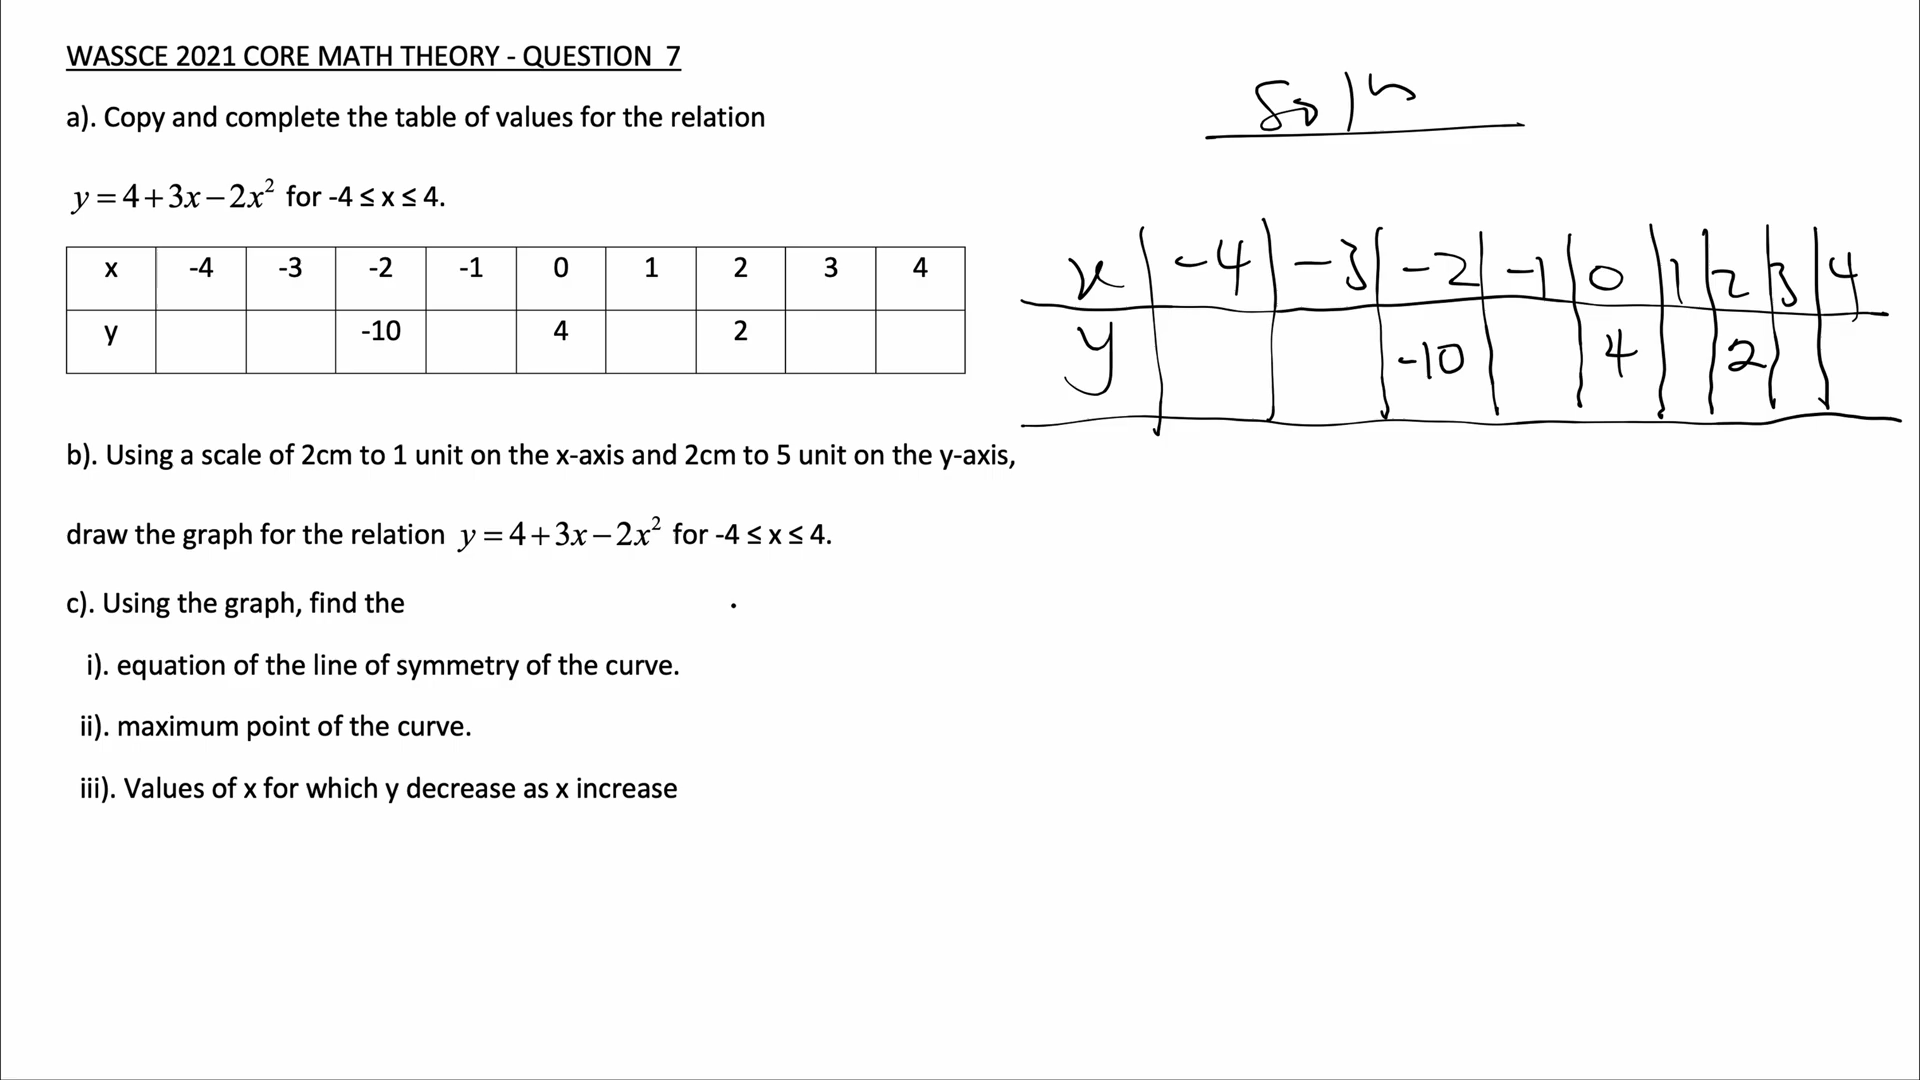 WASSCE 2021 CORE MATH THEORY - QUESTION 7
a). Copy and complete the table of values for the relation
y = 4 + 3x − 2x² for -4 ≤ x ≤ 4.
x -4 -3 -2 -1 0 1 2 3 4
y -10 4 2
b). Using a scale of 2cm to 1 unit on the x-axis and 2cm to 5 unit on the y-axis,
draw the graph for the relation y = 4 + 3x − 2x² for -4 ≤ x ≤ 4.
c). Using the graph, find the
i). equation of the line of symmetry of the curve.
ii). maximum point of the curve.
iii). Values of x for which y decrease as x increase
Soln
x -4 -3 -2 -1 0 1 2 3 4
y -10 4 2